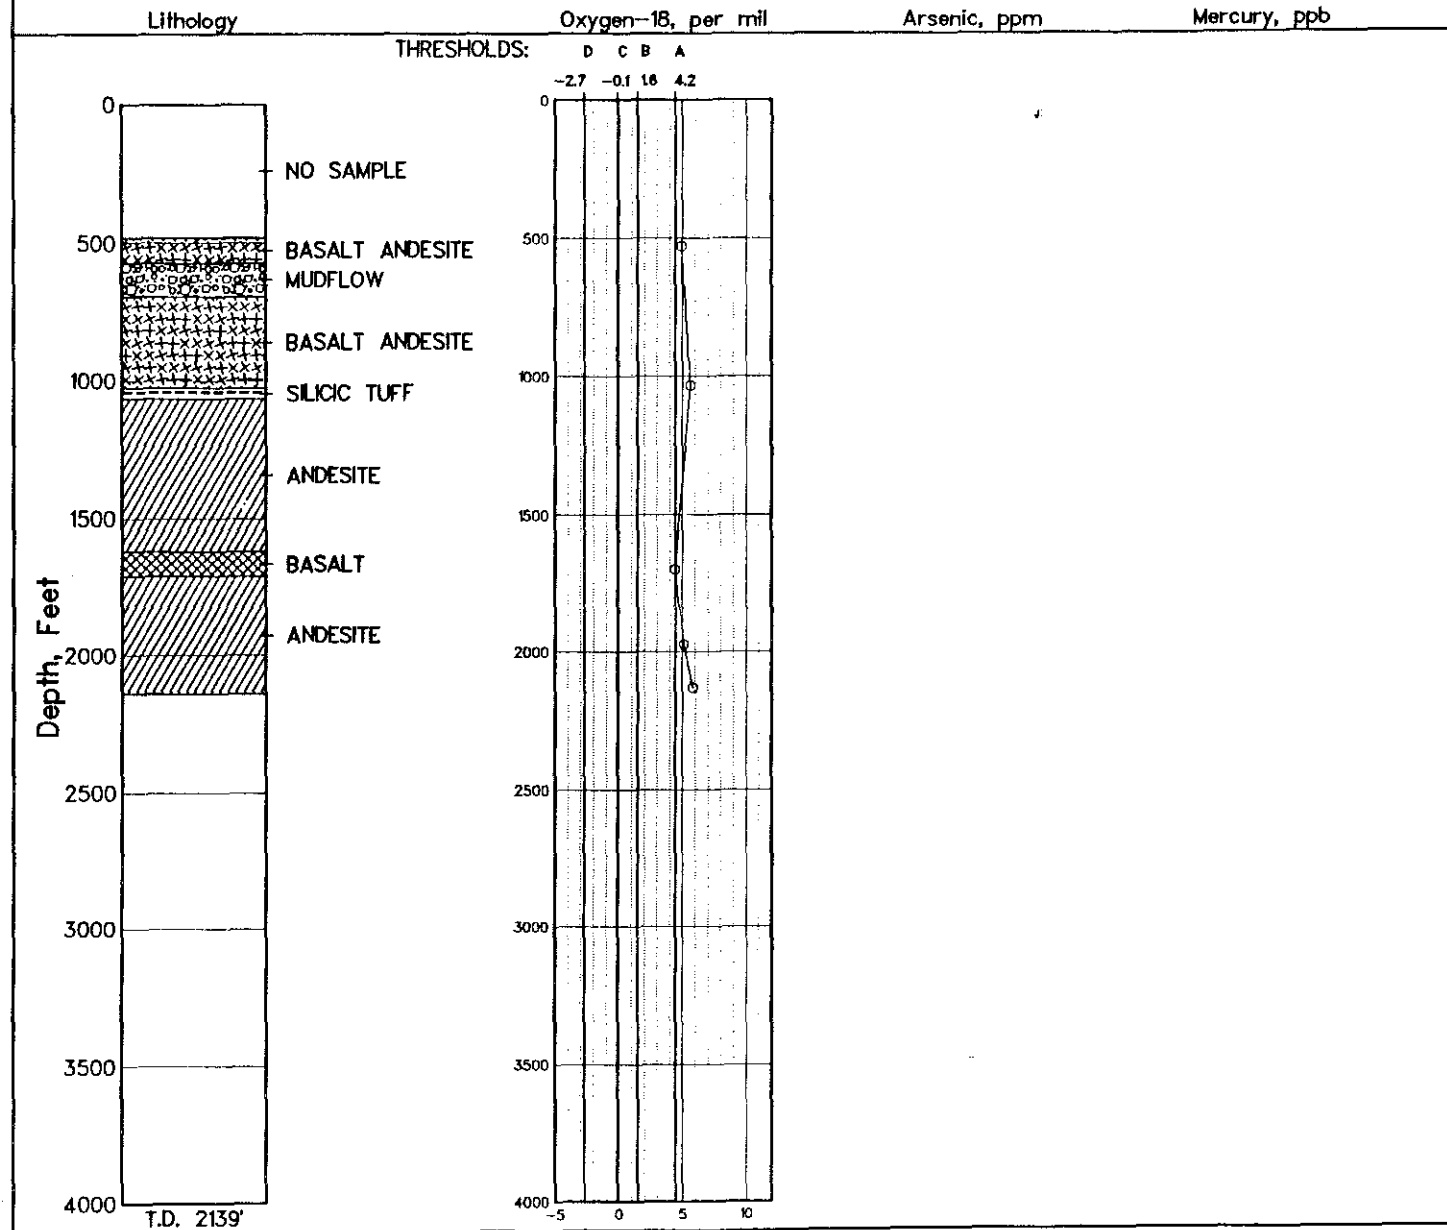 Lithology Oxygen-18, per mil Arsenic, ppm Mercury, ppb
THRESHOLDS: D C B A
-2.7 -0.1 1.6 4.2
0
NO SAMPLE
500
BASALT ANDESITE
MUDFLOW
BASALT ANDESITE
1000
SILICIC TUFF
ANDESITE
1500
BASALT
ANDESITE
2000
2500
3000
3500
4000
Depth, Feet
T.D. 2139'
0
500
1000
1500
2000
2500
3000
3500
4000
-5 0 5 10